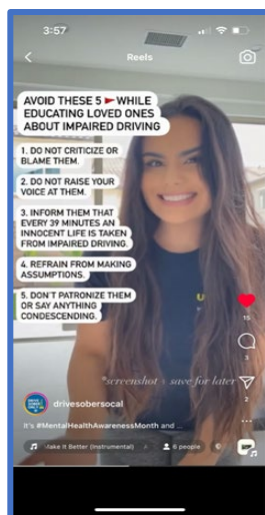 3:57
Reels
AVOID THESE 5 🚩WHILE
EDUCATING LOVED ONES
ABOUT IMPAIRED DRIVING
1. DO NOT CRITICIZE OR
BLAME THEM.
2. DO NOT RAISE YOUR
VOICE AT THEM.
3. INFORM THEM THAT
EVERY 39 MINUTES AN
INNOCENT LIFE IS TAKEN
FROM IMPAIRED DRIVING.
4. REFRAIN FROM MAKING
ASSUMPTIONS.
5. DON'T PATRONIZE THEM
OR SAY ANYTHING
CONDESCENDING.
15
*screenshot + save for later
2
drivesobersocal
It's #MentalHealthAwarenessMonth and ...
Make It Better (Instrumental)
6 people